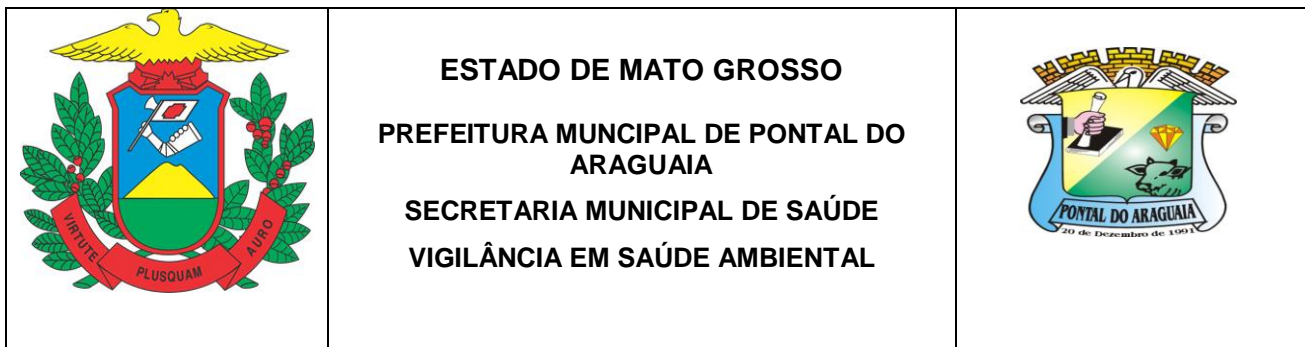 VIRTUTE PLUSQUAM AURO
ESTADO DE MATO GROSSO
PREFEITURA MUNCIPAL DE PONTAL DO
ARAGUAIA
SECRETARIA MUNICIPAL DE SAÚDE
VIGILÂNCIA EM SAÚDE AMBIENTAL
PONTAL DO ARAGUAIA
20 de Dezembro de 1991